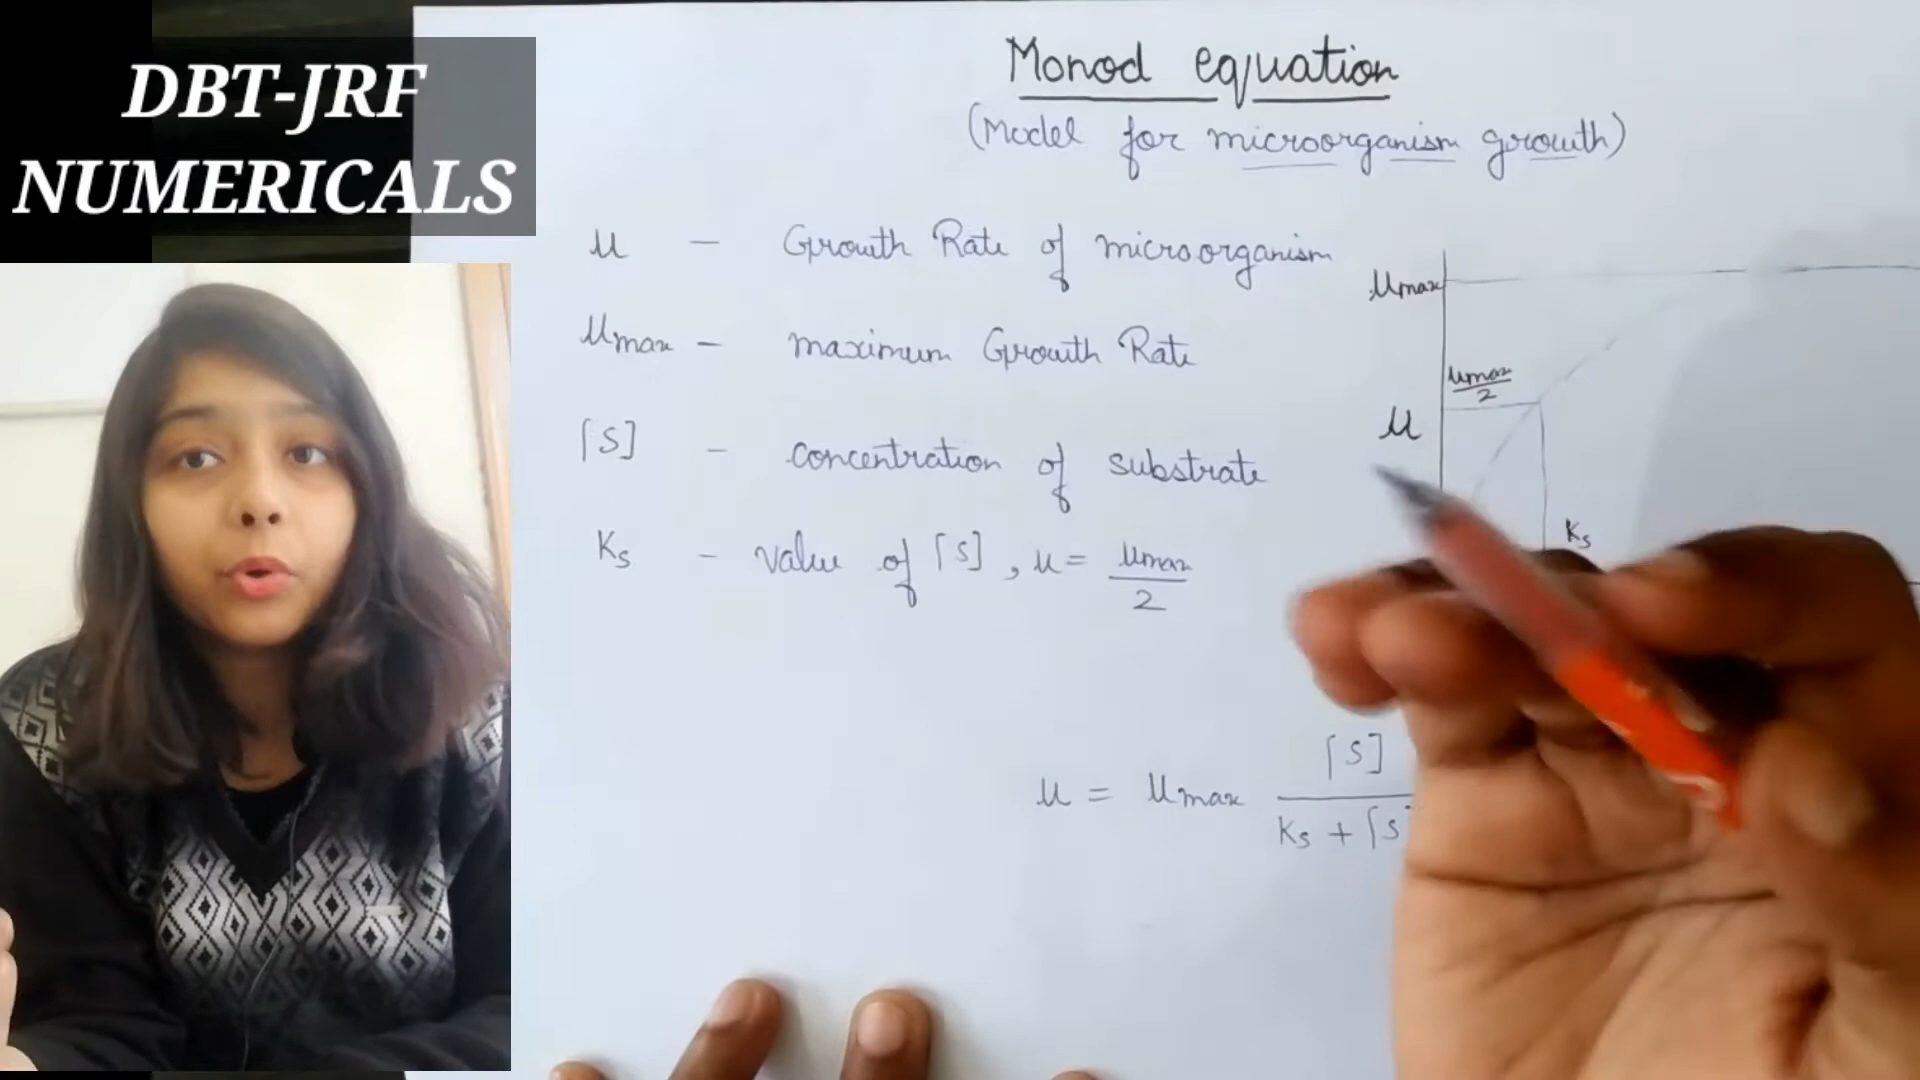 DBT-JRF
NUMERICALS
Monod equation
(Model for microorganism growth)
μ - Growth Rate of microorganism
μmax - maximum Growth Rate
[S] - concentration of substrate
Ks - value of [S], μ = μmax/2
μmax
μmax/2
μ
Ks
μ = μmax [S]/Ks + [S